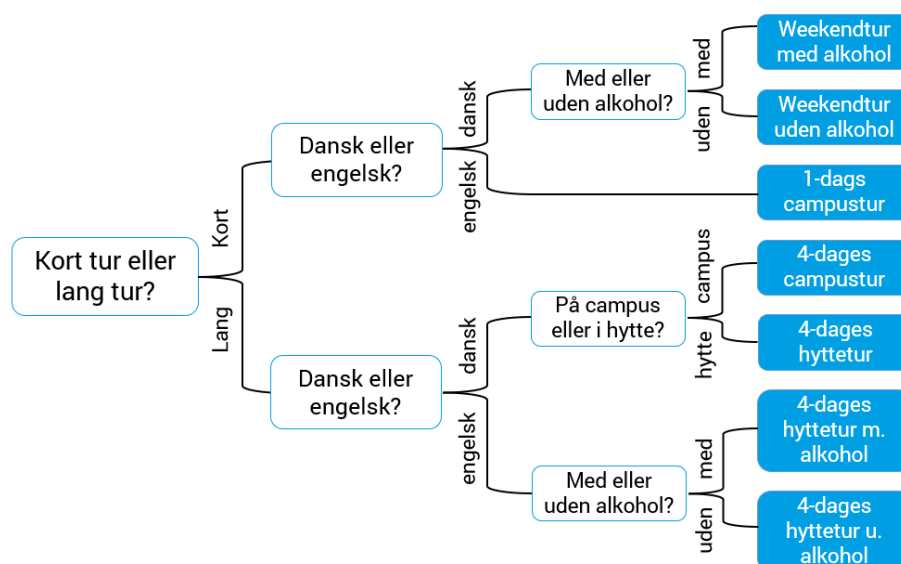 Kort tur eller
lang tur?
Kort
Lang
Dansk eller
engelsk?
dansk
engelsk
Med eller
uden alkohol?
med
uden
Weekendtur
med alkohol
Weekendtur
uden alkohol
1-dags
campustur
Dansk eller
engelsk?
dansk
engelsk
På campus
eller i hytte?
campus
hytte
4-dages
campustur
4-dages
hyttetur
Med eller
uden alkohol?
med
uden
4-dages
hyttetur m.
alkohol
4-dages
hyttetur u.
alkohol